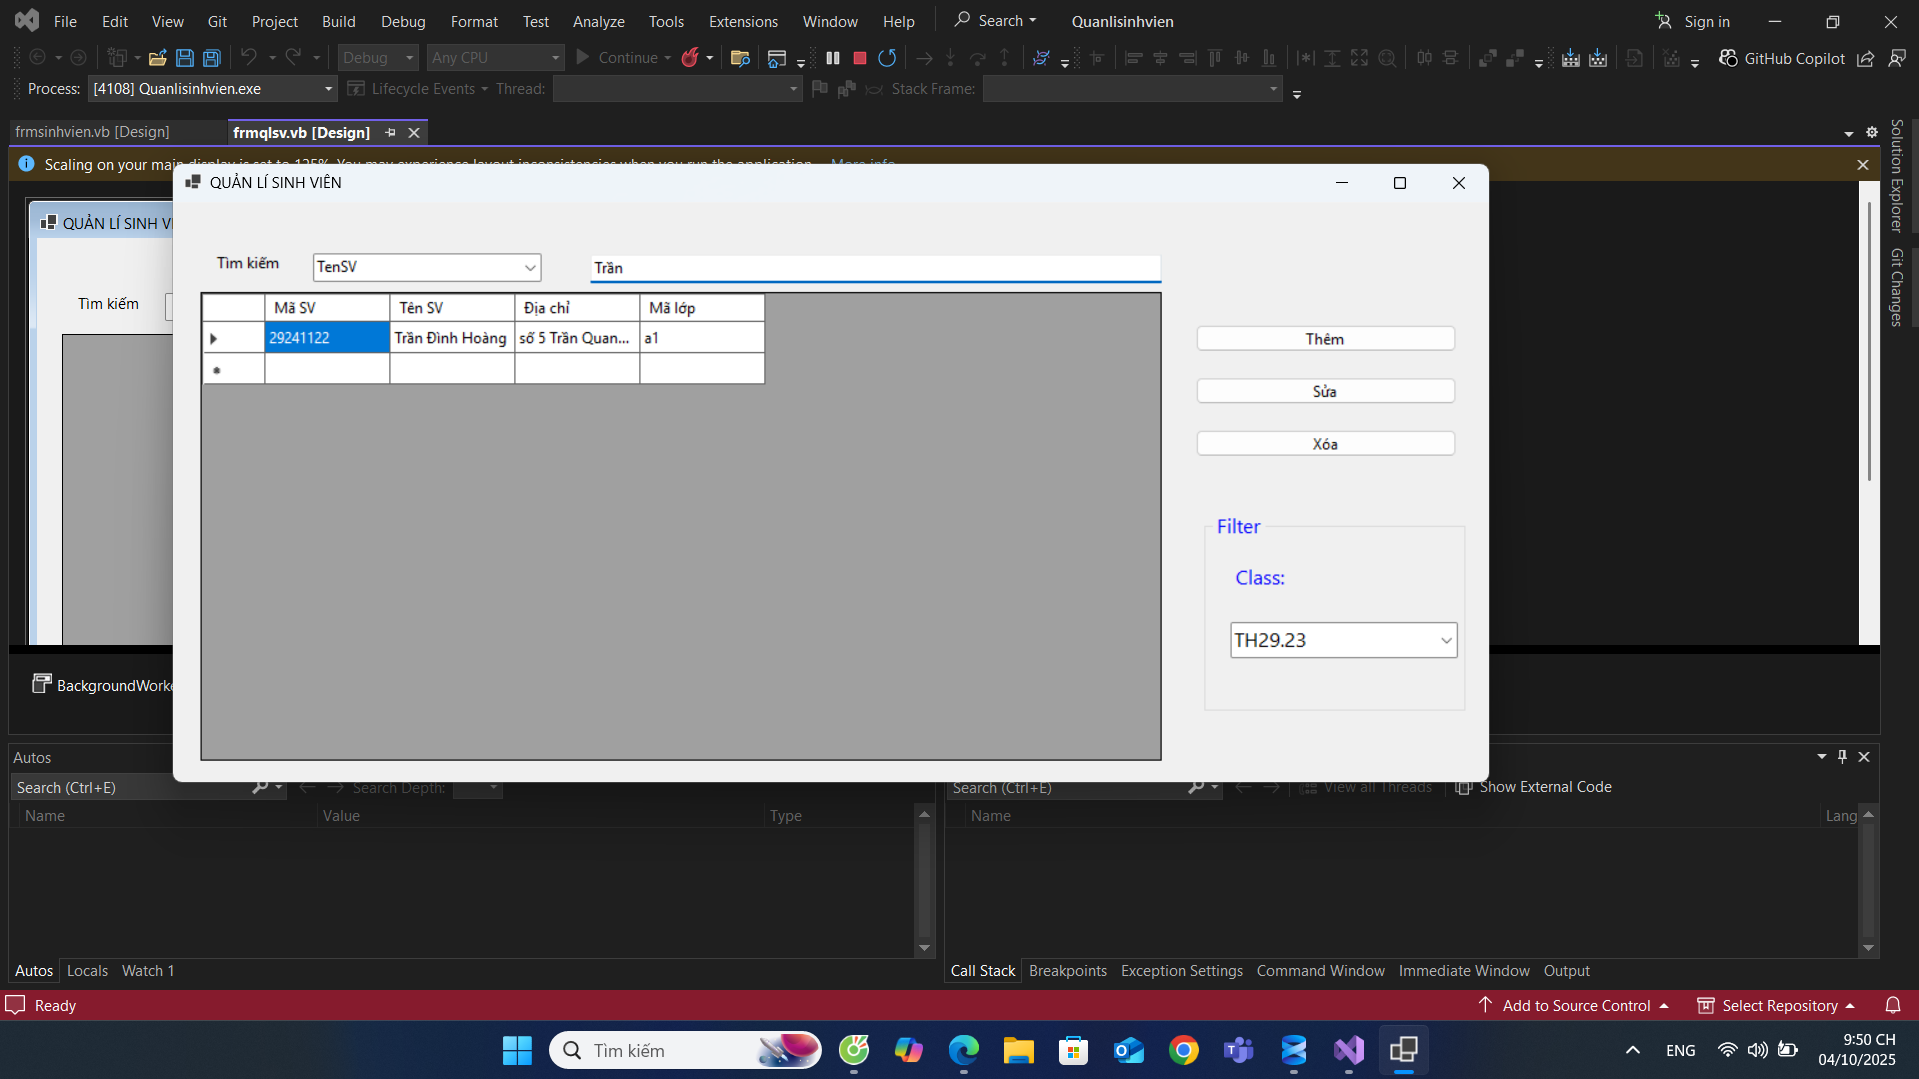 File Edit View Git Project Build Debug Format Test Analyze Tools Extensions Window Help Search Quanlisinhvien Sign in
Debug Any CPU Continue GitHub Copilot
Process: [4108] Quanlisinhvien.exe Lifecycle Events Thread: Stack Frame:
frmsinhvien.vb [Design] frmqlsv.vb [Design]
Scaling on your main display is set to 125%. You may experience layout inconsistencies when you run the application. More info
QUẢN LÍ SINH
Tìm kiếm
BackgroundWorke
QUẢN LÍ SINH VIÊN
Tìm kiếm TenSV Trần
Mã SV Tên SV Địa chỉ Mã lớp
29241122 Trần Đình Hoàng số 5 Trần Quan... a1
Thêm
Sửa
Xóa
Filter
Class:
TH29.23
Solution Explorer
Git Changes
Autos
Search (Ctrl+E) Search Depth:
Name Value Type
Autos Locals Watch 1
Search (Ctrl+E) View all Threads Show External Code
Name Lang
Call Stack Breakpoints Exception Settings Command Window Immediate Window Output
Ready Add to Source Control Select Repository
Tìm kiếm ENG 9:50 CH
04/10/2025